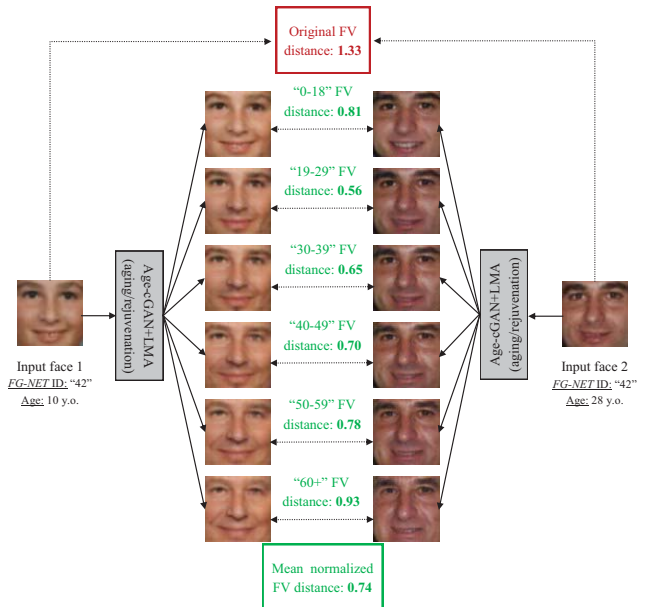 Original FV
distance: 1.33
“0-18” FV
distance: 0.81
“19-29” FV
distance: 0.56
“30-39” FV
distance: 0.65
“40-49” FV
distance: 0.70
“50-59” FV
distance: 0.78
“60+” FV
distance: 0.93
Mean normalized
FV distance: 0.74
Age-cGAN+LMA
(aging/rejuvenation)
Input face 1
FG-NET ID: “42”
Age: 10 y.o.
Age-cGAN+LMA
(aging/rejuvenation)
Input face 2
FG-NET ID: “42”
Age: 28 y.o.